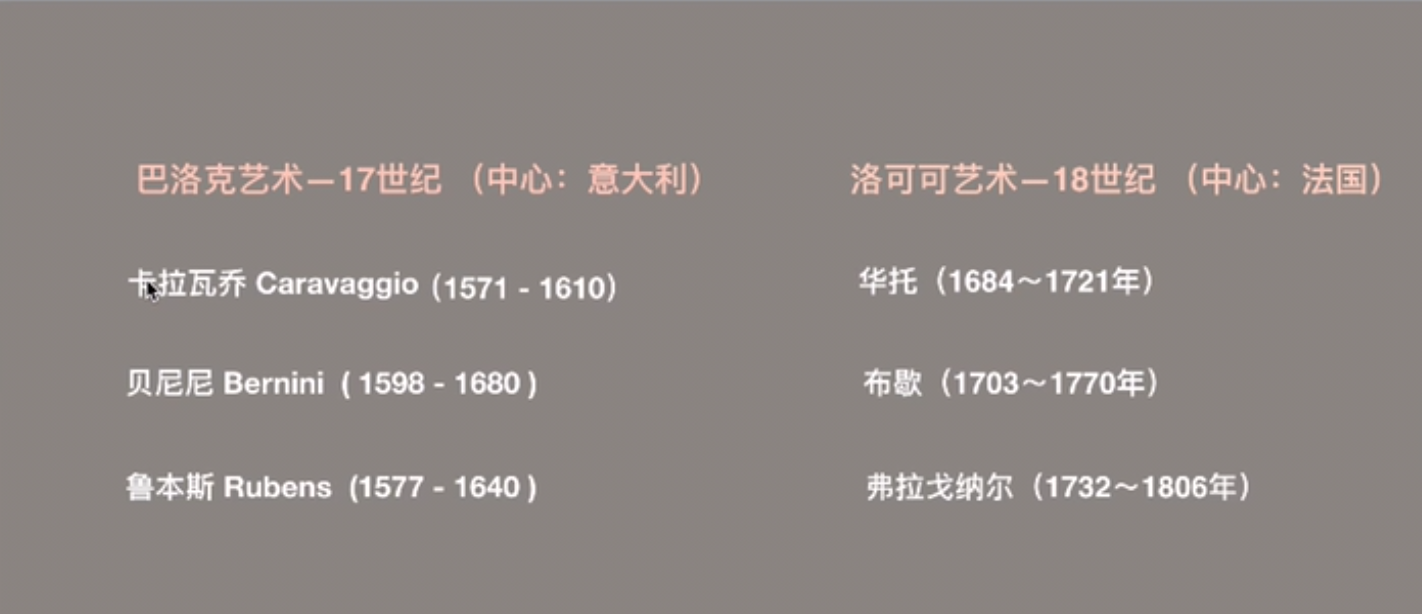 巴洛克艺术—17世纪 （中心：意大利）
卡拉瓦乔 Caravaggio (1571 - 1610)
贝尼尼 Bernini ( 1598 - 1680 )
鲁本斯 Rubens (1577 - 1640 )
洛可可艺术—18世纪 （中心：法国）
华托（1684～1721年）
布歇（1703～1770年）
弗拉戈纳尔（1732～1806年）